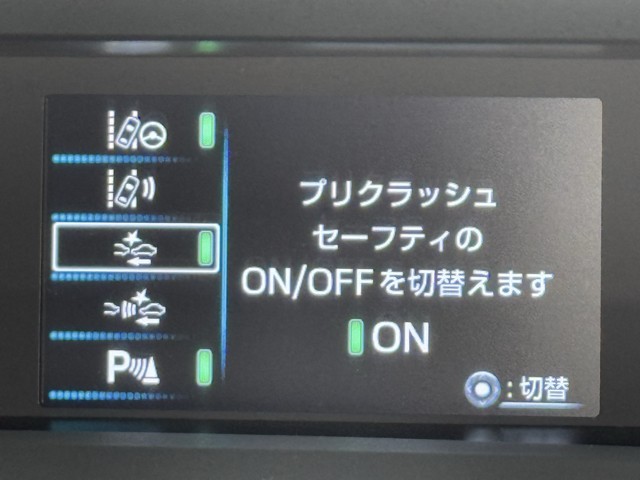 プリクラッシュ
セーフティの
ON/OFFを切替えます
ON
P
:切替